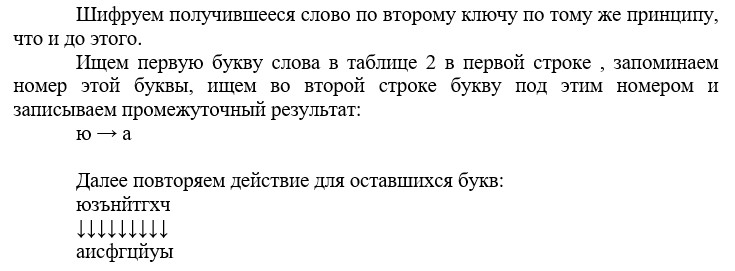 Шифруем получившееся слово по второму ключу по тому же принципу,
что и до этого.
Ищем первую букву слова в таблице 2 в первой строке , запоминаем
номер этой буквы, ищем во второй строке букву под этим номером и
записываем промежуточный результат:
ю → а
Далее повторяем действие для оставшихся букв:
юзънйтгхч
↓↓↓↓↓↓↓↓↓
аисфгцйуы